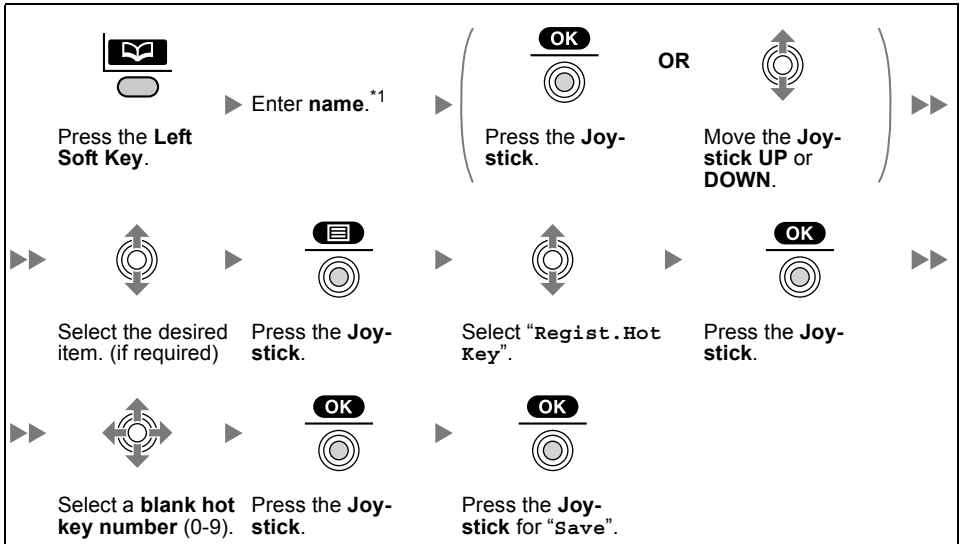 OK
OR
Enter name.*1
Press the Left
Soft Key.
Press the Joy-
stick.
Move the Joy-
stick UP or
DOWN.
OK
Select the desired
item. (if required)
Press the Joy-
stick.
Select “Regist.Hot
Key”.
Press the Joy-
stick.
OK
OK
Select a blank hot
key number (0-9).
Press the Joy-
stick.
Press the Joy-
stick for “Save”.